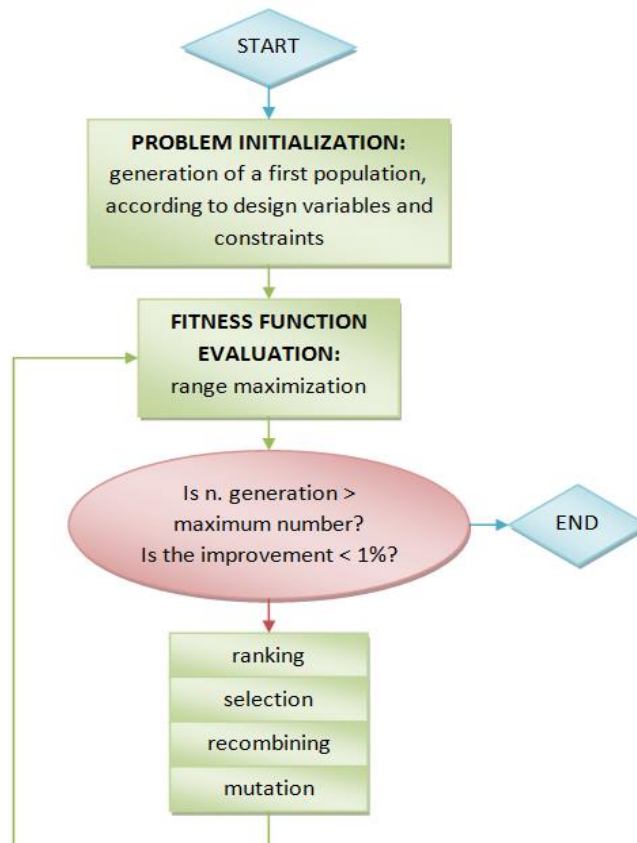 START
PROBLEM INITIALIZATION:
generation of a first population,
according to design variables and
constraints
FITNESS FUNCTION
EVALUATION:
range maximization
Is n. generation >
maximum number?
Is the improvement < 1%?
END
ranking
selection
recombining
mutation